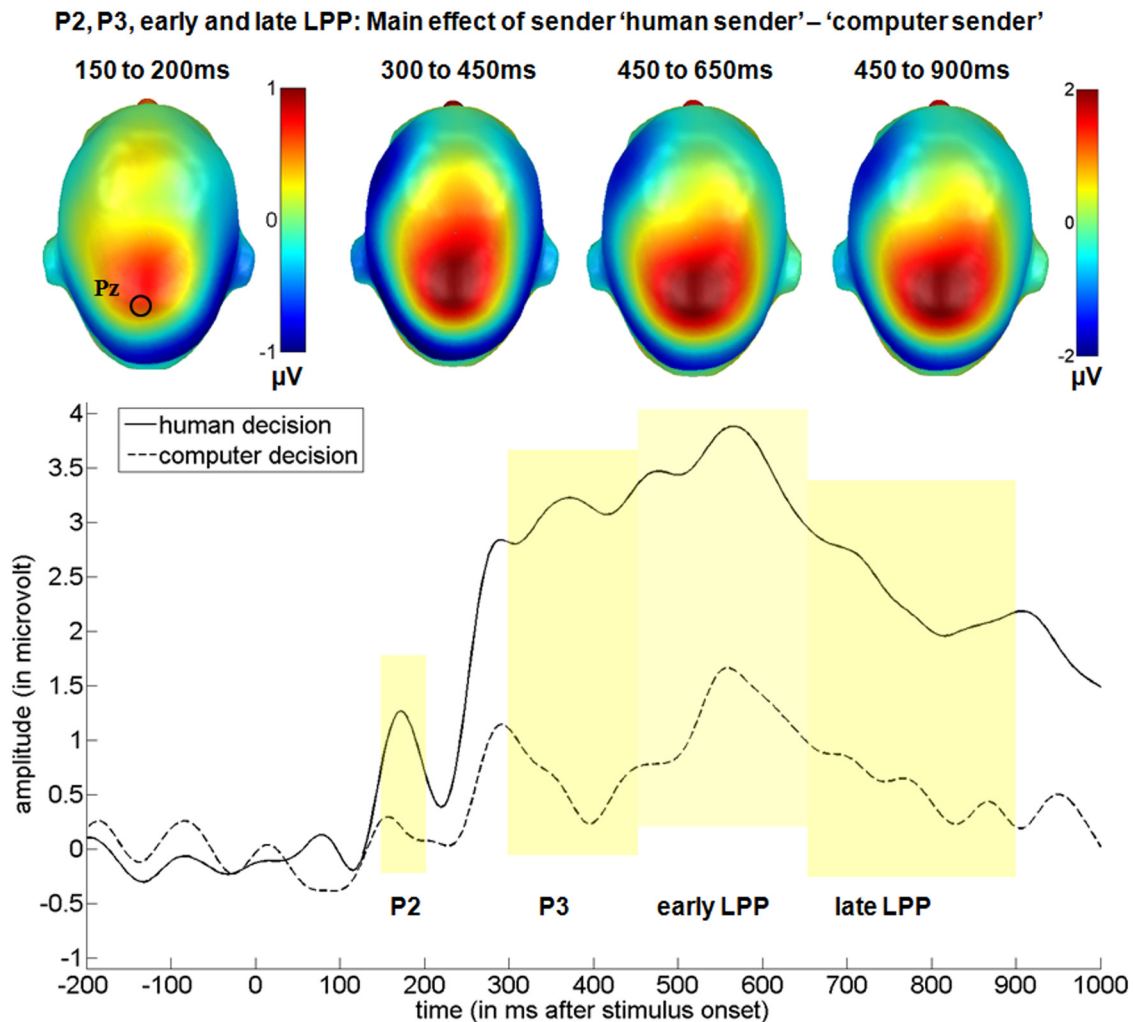 P2, P3, early and late LPP: Main effect of sender ‘human sender’ – ‘computer sender’
150 to 200ms
300 to 450ms
450 to 650ms
450 to 900ms
1
0
-1
µV
2
0
-2
µV
Pz
human decision
computer decision
4
3.5
3
2.5
2
1.5
1
0.5
0
-0.5
-1
amplitude (in microvolt)
P2
P3
early LPP
late LPP
-200
-100
0
100
200
300
400
500
600
700
800
900
1000
time (in ms after stimulus onset)